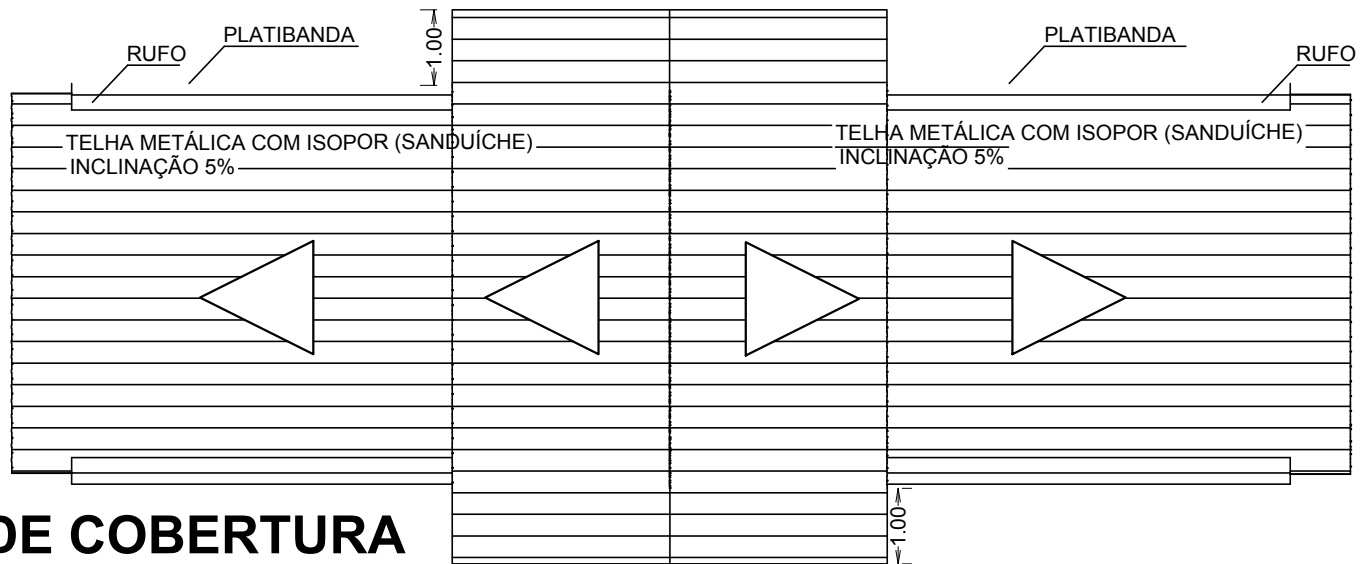 PLATIBANDA
RUFO
1.00
PLATIBANDA
RUFO
TELHA METÁLICA COM ISOPOR (SANDUÍCHE)
INCLINAÇÃO 5%
TELHA METÁLICA COM ISOPOR (SANDUÍCHE)
INCLINAÇÃO 5%
DE COBERTURA
1.00